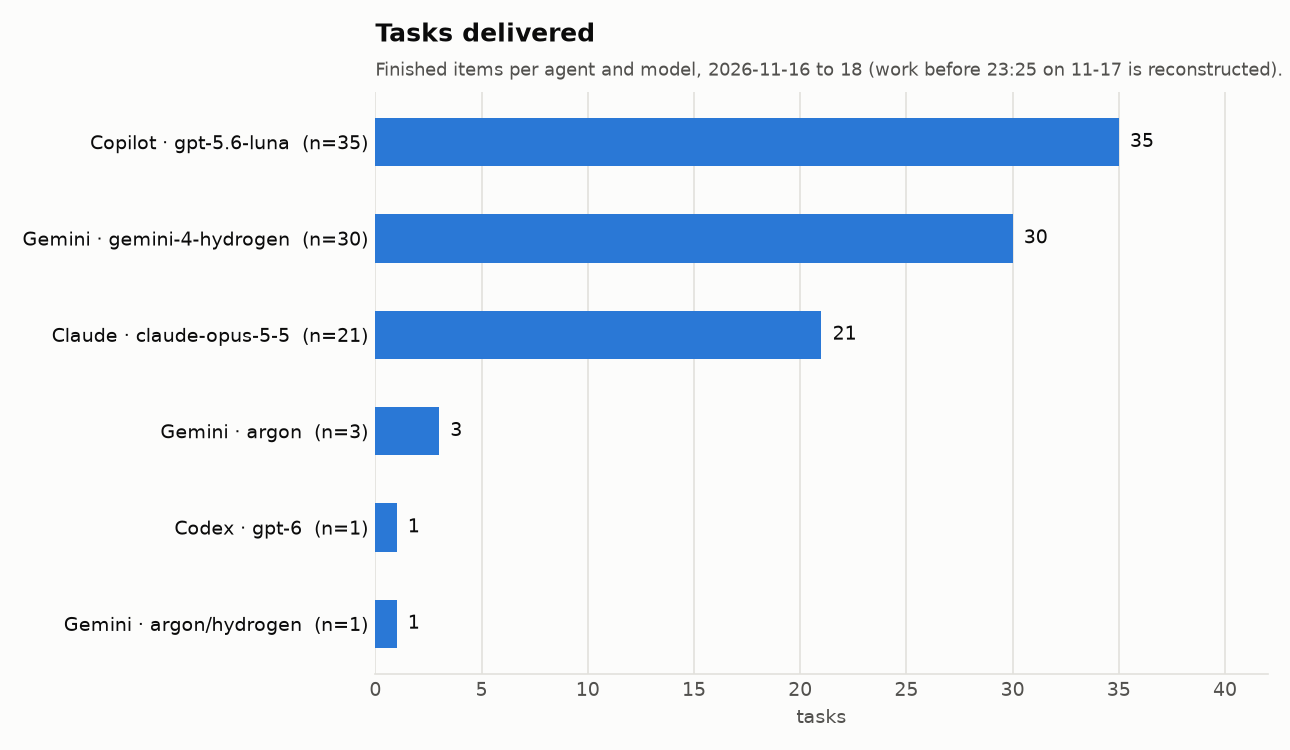 Tasks delivered
Finished items per agent and model, 2026-11-16 to 18 (work before 23:25 on 11-17 is reconstructed).
Copilot · gpt-5.6-luna (n=35)
35
Gemini · gemini-4-hydrogen (n=30)
30
Claude · claude-opus-5-5 (n=21)
21
Gemini · argon (n=3)
3
Codex · gpt-6 (n=1)
1
Gemini · argon/hydrogen (n=1)
1
0 5 10 15 20 25 30 35 40
tasks